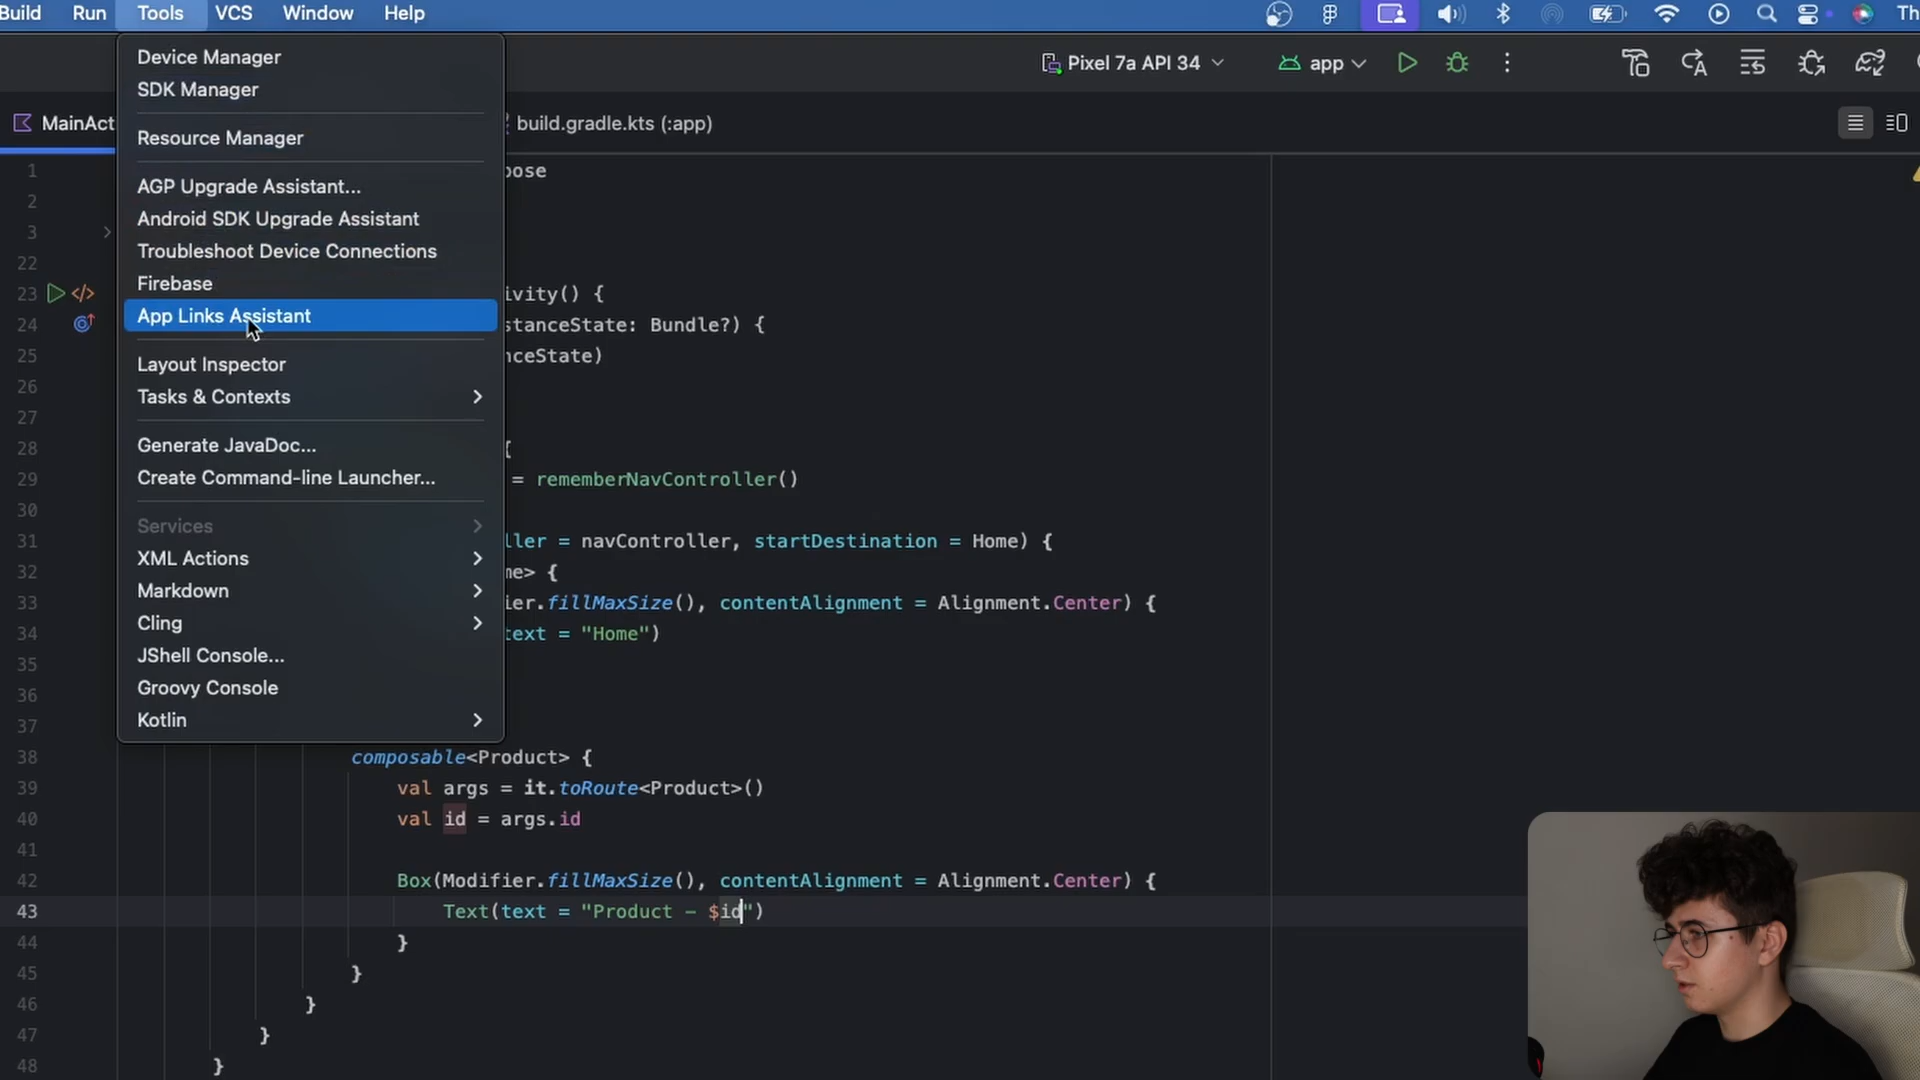 Build Run Tools VCS Window Help Th
Device Manager
SDK Manager
Resource Manager
AGP Upgrade Assistant...
Android SDK Upgrade Assistant
Troubleshoot Device Connections
Firebase
App Links Assistant
Layout Inspector
Tasks & Contexts
Generate JavaDoc...
Create Command-line Launcher...
Services
XML Actions
Markdown
Cling
JShell Console...
Groovy Console
Kotlin
Pixel 7a API 34 app
MainAct build.gradle.kts (:app)
1 pose
2
3
22
23 ivity() {
24 stanceState: Bundle?) {
25 nceState)
26
27
28 {
29 = rememberNavController()
30
31 ller = navController, startDestination = Home) {
32 me> {
33 ier.fillMaxSize(), contentAlignment = Alignment.Center) {
34 text = "Home")
35
36
37
38 composable<Product> {
39 val args = it.toRoute<Product>()
40 val id = args.id
41
42 Box(Modifier.fillMaxSize(), contentAlignment = Alignment.Center) {
43 Text(text = "Product - $id")
44 }
45 }
46 }
47 }
48 }